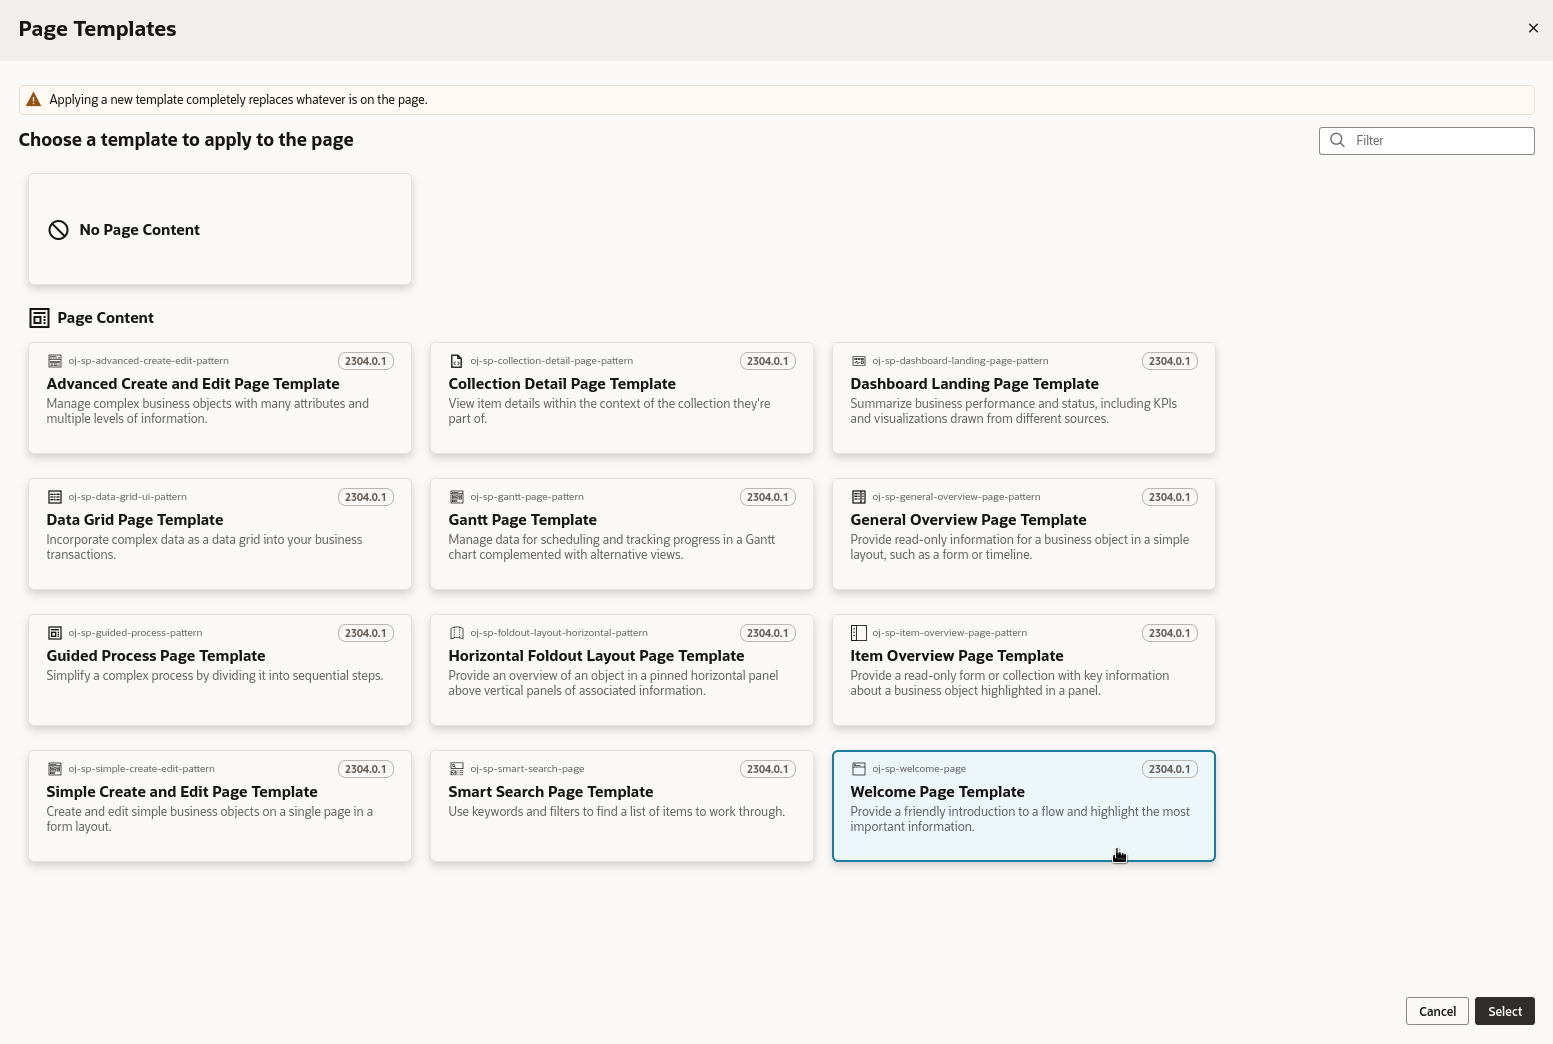 Page Templates
Applying a new template completely replaces whatever is on the page.
Choose a template to apply to the page
Filter
No Page Content
Page Content
oj-sp-advanced-create-edit-pattern
2304.0.1
Advanced Create and Edit Page Template
Manage complex business objects with many attributes and
multiple levels of information.
oj-sp-collection-detail-page-pattern
2304.0.1
Collection Detail Page Template
View item details within the context of the collection they're
part of.
oj-sp-dashboard-landing-page-pattern
2304.0.1
Dashboard Landing Page Template
Summarize business performance and status, including KPIs
and visualizations drawn from different sources.
oj-sp-data-grid-ui-pattern
2304.0.1
Data Grid Page Template
Incorporate complex data as a data grid into your business
transactions.
oj-sp-gantt-page-pattern
2304.0.1
Gantt Page Template
Manage data for scheduling and tracking progress in a Gantt
chart complemented with alternative views.
oj-sp-general-overview-page-pattern
2304.0.1
General Overview Page Template
Provide read-only information for a business object in a simple
layout, such as a form or timeline.
oj-sp-guided-process-pattern
2304.0.1
Guided Process Page Template
Simplify a complex process by dividing it into sequential steps.
oj-sp-foldout-layout-horizontal-pattern
2304.0.1
Horizontal Foldout Layout Page Template
Provide an overview of an object in a pinned horizontal panel
above vertical panels of associated information.
oj-sp-item-overview-page-pattern
2304.0.1
Item Overview Page Template
Provide a read-only form or collection with key information
about a business object highlighted in a panel.
oj-sp-simple-create-edit-pattern
2304.0.1
Simple Create and Edit Page Template
Create and edit simple business objects on a single page in a
form layout.
oj-sp-smart-search-page
2304.0.1
Smart Search Page Template
Use keywords and filters to find a list of items to work through.
oj-sp-welcome-page
2304.0.1
Welcome Page Template
Provide a friendly introduction to a flow and highlight the most
important information.
Cancel
Select